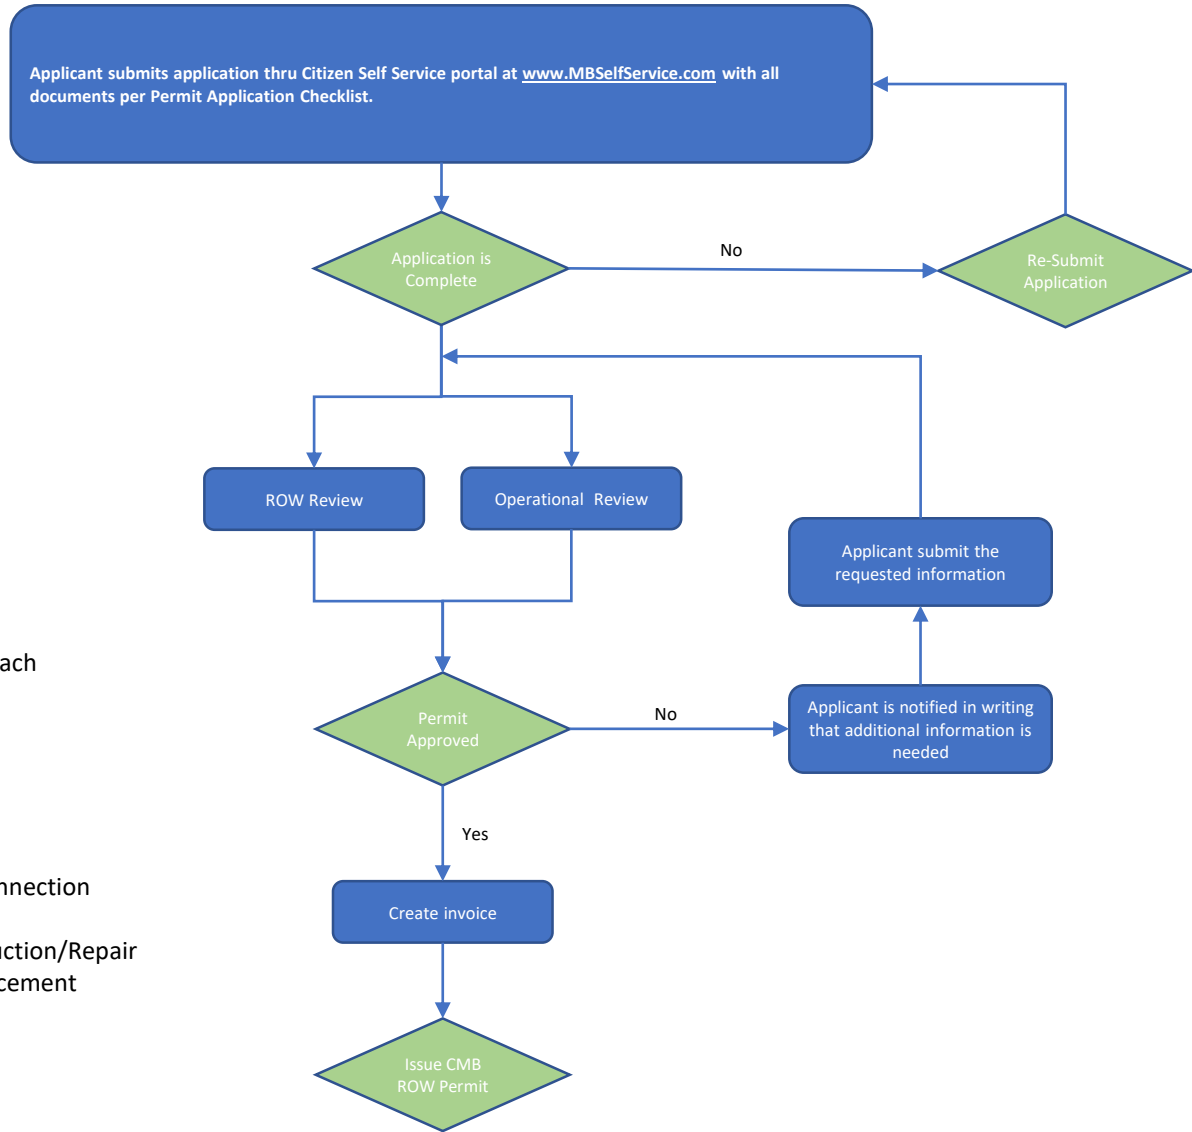 Applicant submits application thru Citizen Self Service portal at www.MBSelfService.com with all
documents per Permit Application Checklist.
Application is
Complete
No
Re-Submit
Application
ROW Review
Operational Review
Applicant submit the
requested information
ach
Permit
Approved
No
Applicant is notified in writing
that additional information is
needed
Yes
nnection
Create invoice
uction/Repair
cement
Issue CMB
ROW Permit